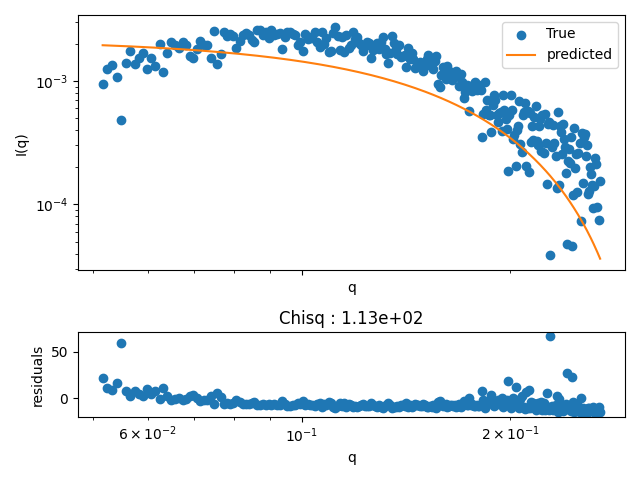 10⁻³
10⁻⁴
I(q)
True
predicted
q
Chisq : 1.13e+02
50
0
residuals
6 × 10⁻²
10⁻¹
2 × 10⁻¹
q